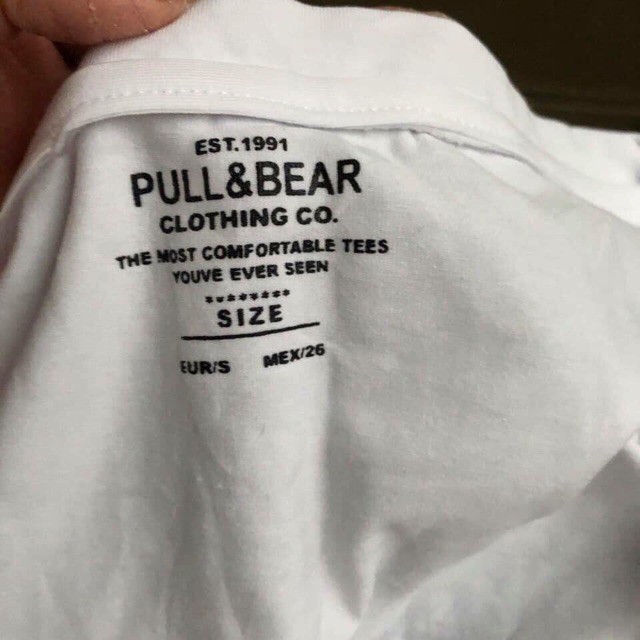 EST.1991
PULL&BEAR
CLOTHING CO.
THE MOST COMFORTABLE TEES
YOUVE EVER SEEN
********
SIZE
EUR/S MEX/26